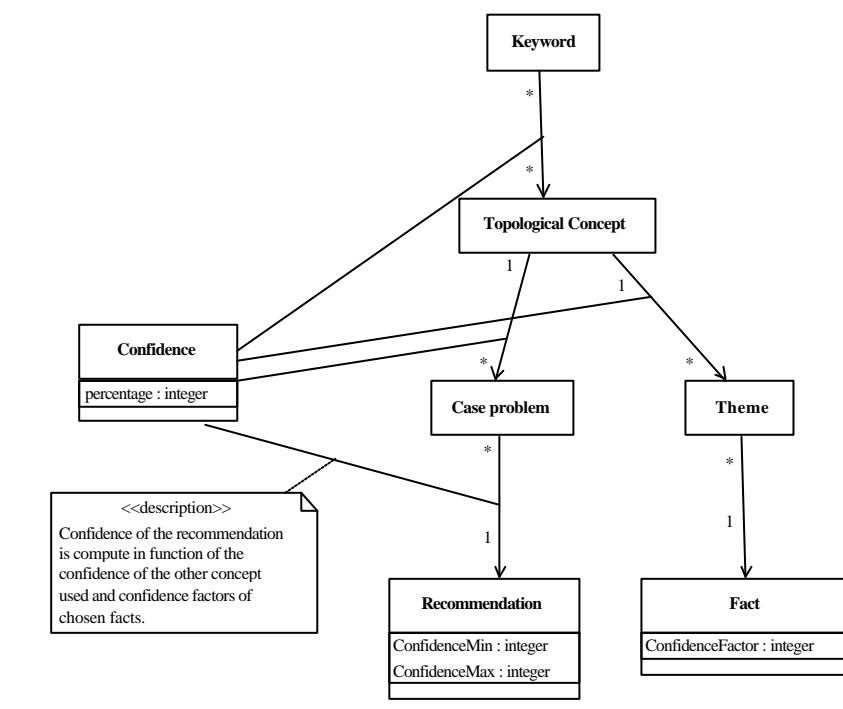 Keyword
*
*
Topological Concept
1
1
Confidence
percentage : integer
*
*
Case problem
Theme
*
*
<<description>>
Confidence of the recommendation
is compute in function of the
confidence of the other concept
used and confidence factors of
chosen facts.
1
1
Recommendation
ConfidenceMin : integer
ConfidenceMax : integer
Fact
ConfidenceFactor : integer